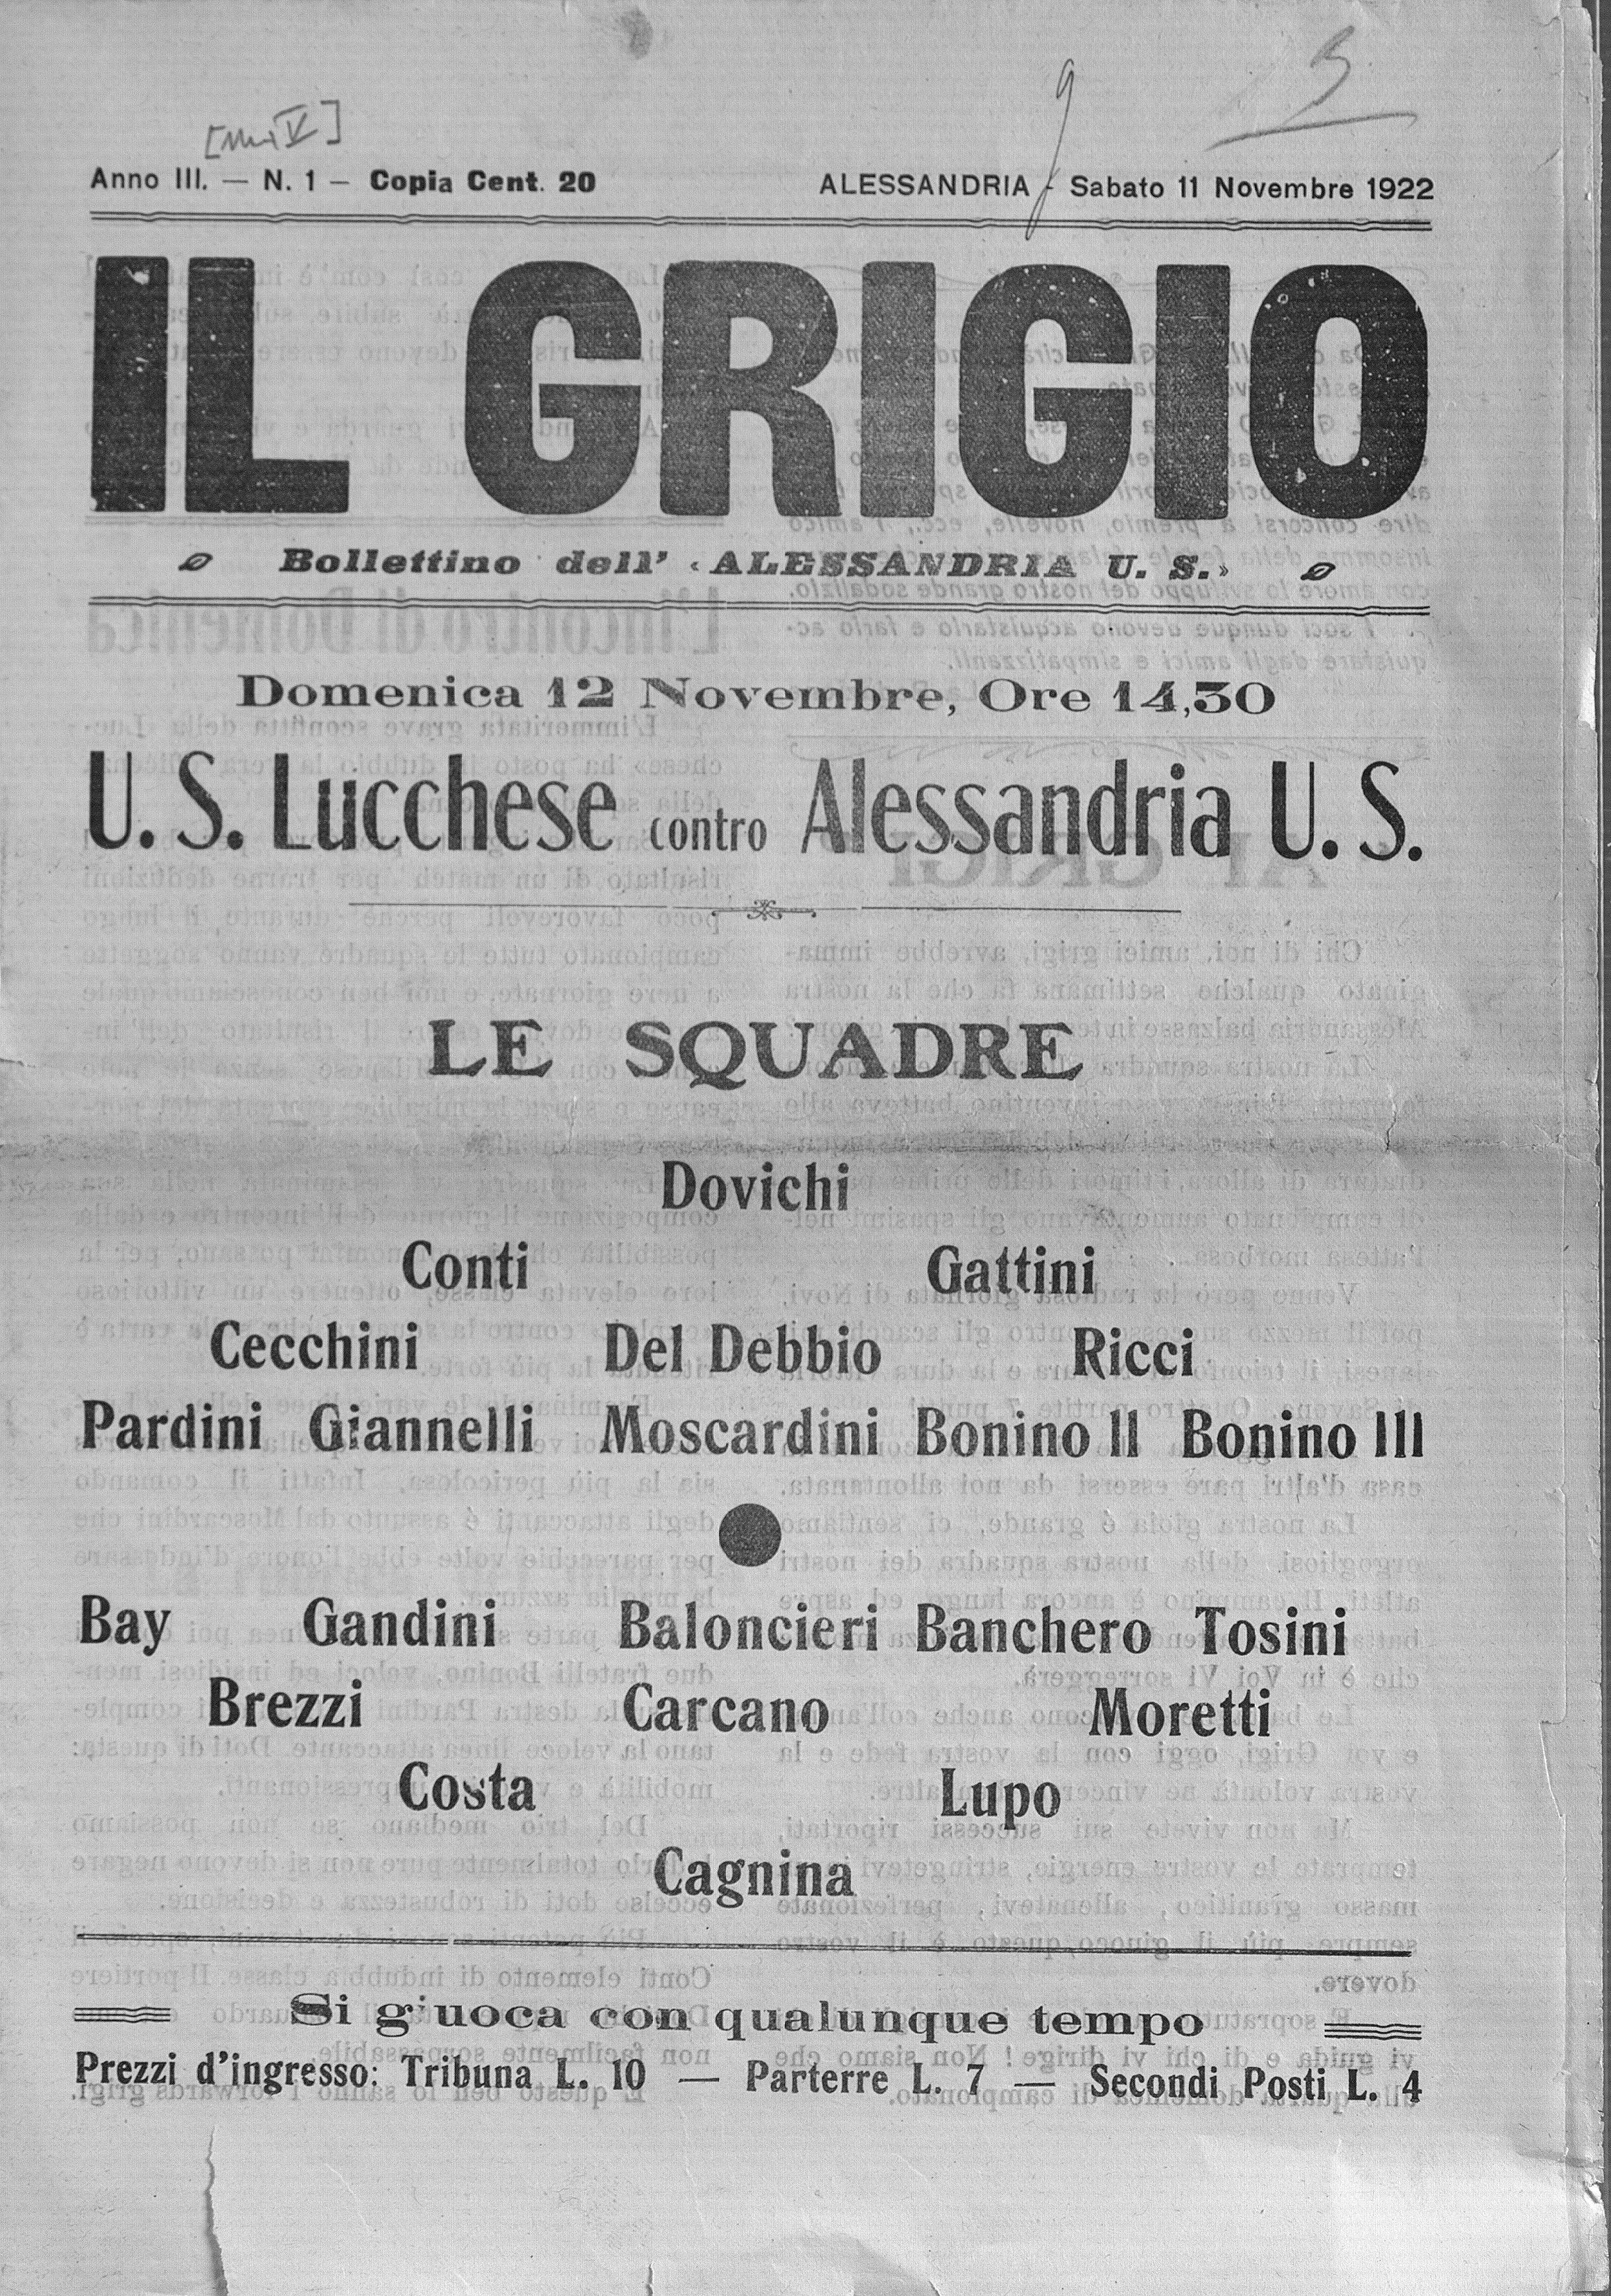 Anno III. — N. 1 — Copia Cent. 20 ALESSANDRIA - Sabato 11 Novembre 1922
IL GRIGIO
Bollettino dell' « ALESSANDRIA U. S. »
Domenica 12 Novembre, Ore 14,30
U. S. Lucchese contro Alessandria U. S.
LE SQUADRE
Dovichi
Conti Gattini
Cecchini Del Debbio Ricci
Pardini Giannelli Moscardini Bonino II Bonino III
Bay Gandini Baloncieri Banchero Tosini
Brezzi Carcano Moretti
Costa Lupo
Cagnina
Si giuoca con qualunque tempo
Prezzi d'ingresso: Tribuna L. 10 — Parterre L. 7 — Secondi Posti L. 4